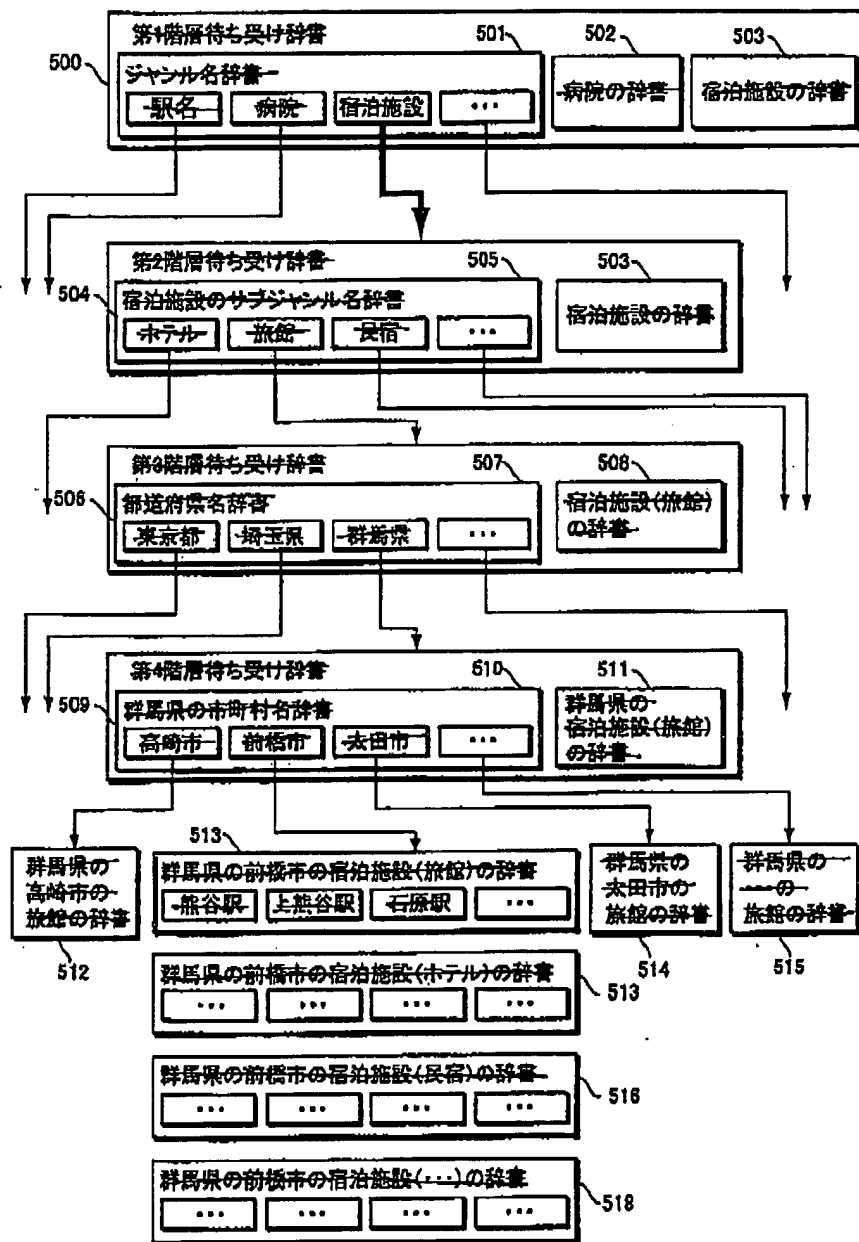 第1階層待ち受け辞書
501
502
503
500
ジャンル名辞書
駅名
病院
宿泊施設
...
病院の辞書
宿泊施設の辞書
第2階層待ち受け辞書
505
503
504
宿泊施設のサブジャンル名辞書
ホテル
旅館
民宿
...
宿泊施設の辞書
第3階層待ち受け辞書
507
508
506
都道府県名辞書
東京都
埼玉県
群馬県
...
宿泊施設(旅館)
の辞書
第4階層待ち受け辞書
510
511
509
群馬県の市町村名辞書
高崎市
前橋市
太田市
...
群馬県の
宿泊施設(旅館)
の辞書
513
群馬県の
高崎市の
旅館の辞書
512
群馬県の前橋市の宿泊施設(旅館)の辞書
熊谷駅
上熊谷駅
石原駅
...
群馬県の
太田市の
旅館の辞書
514
群馬県の
...の
旅館の辞書
515
群馬県の前橋市の宿泊施設(ホテル)の辞書
...
...
...
...
513
群馬県の前橋市の宿泊施設(民宿)の辞書
...
...
...
...
516
群馬県の前橋市の宿泊施設(...)の辞書
...
...
...
...
518